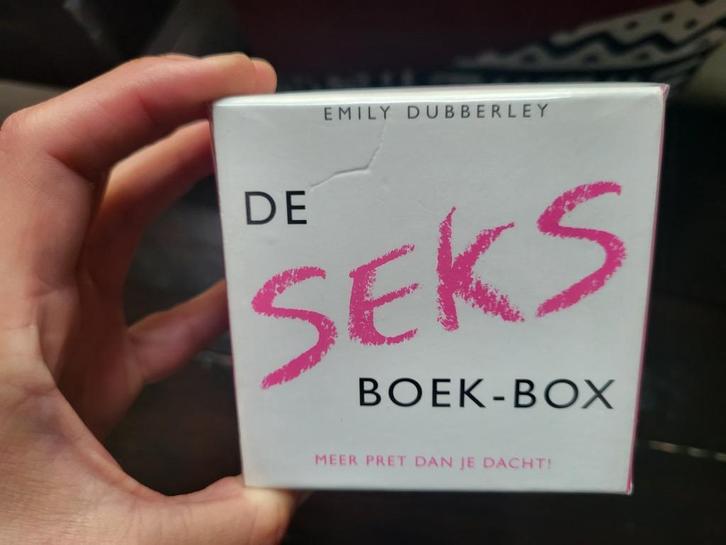 EMILY DUBBERLEY
DE
SEKS
BOEK-BOX
MEER PRET DAN JE DACHT!